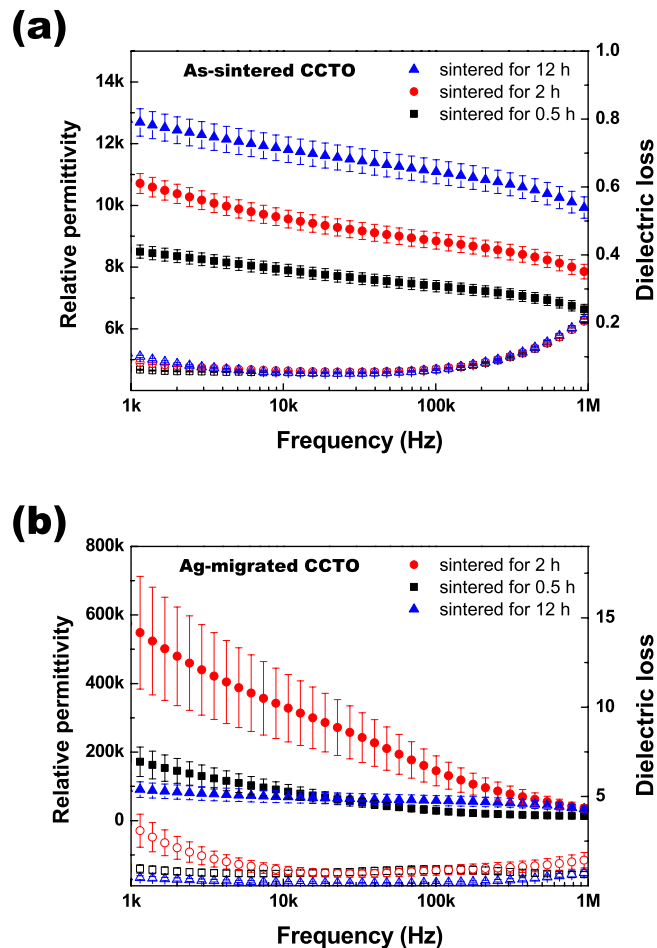 (a)
As-sintered CCTO
sintered for 12 h
sintered for 2 h
sintered for 0.5 h
14k
12k
10k
8k
6k
Relative permittivity
1.0
0.8
0.6
0.4
0.2
Dielectric loss
1k
10k
100k
1M
Frequency (Hz)
(b)
Ag-migrated CCTO
sintered for 2 h
sintered for 0.5 h
sintered for 12 h
800k
600k
400k
200k
0
Relative permittivity
15
10
5
Dielectric loss
1k
10k
100k
1M
Frequency (Hz)